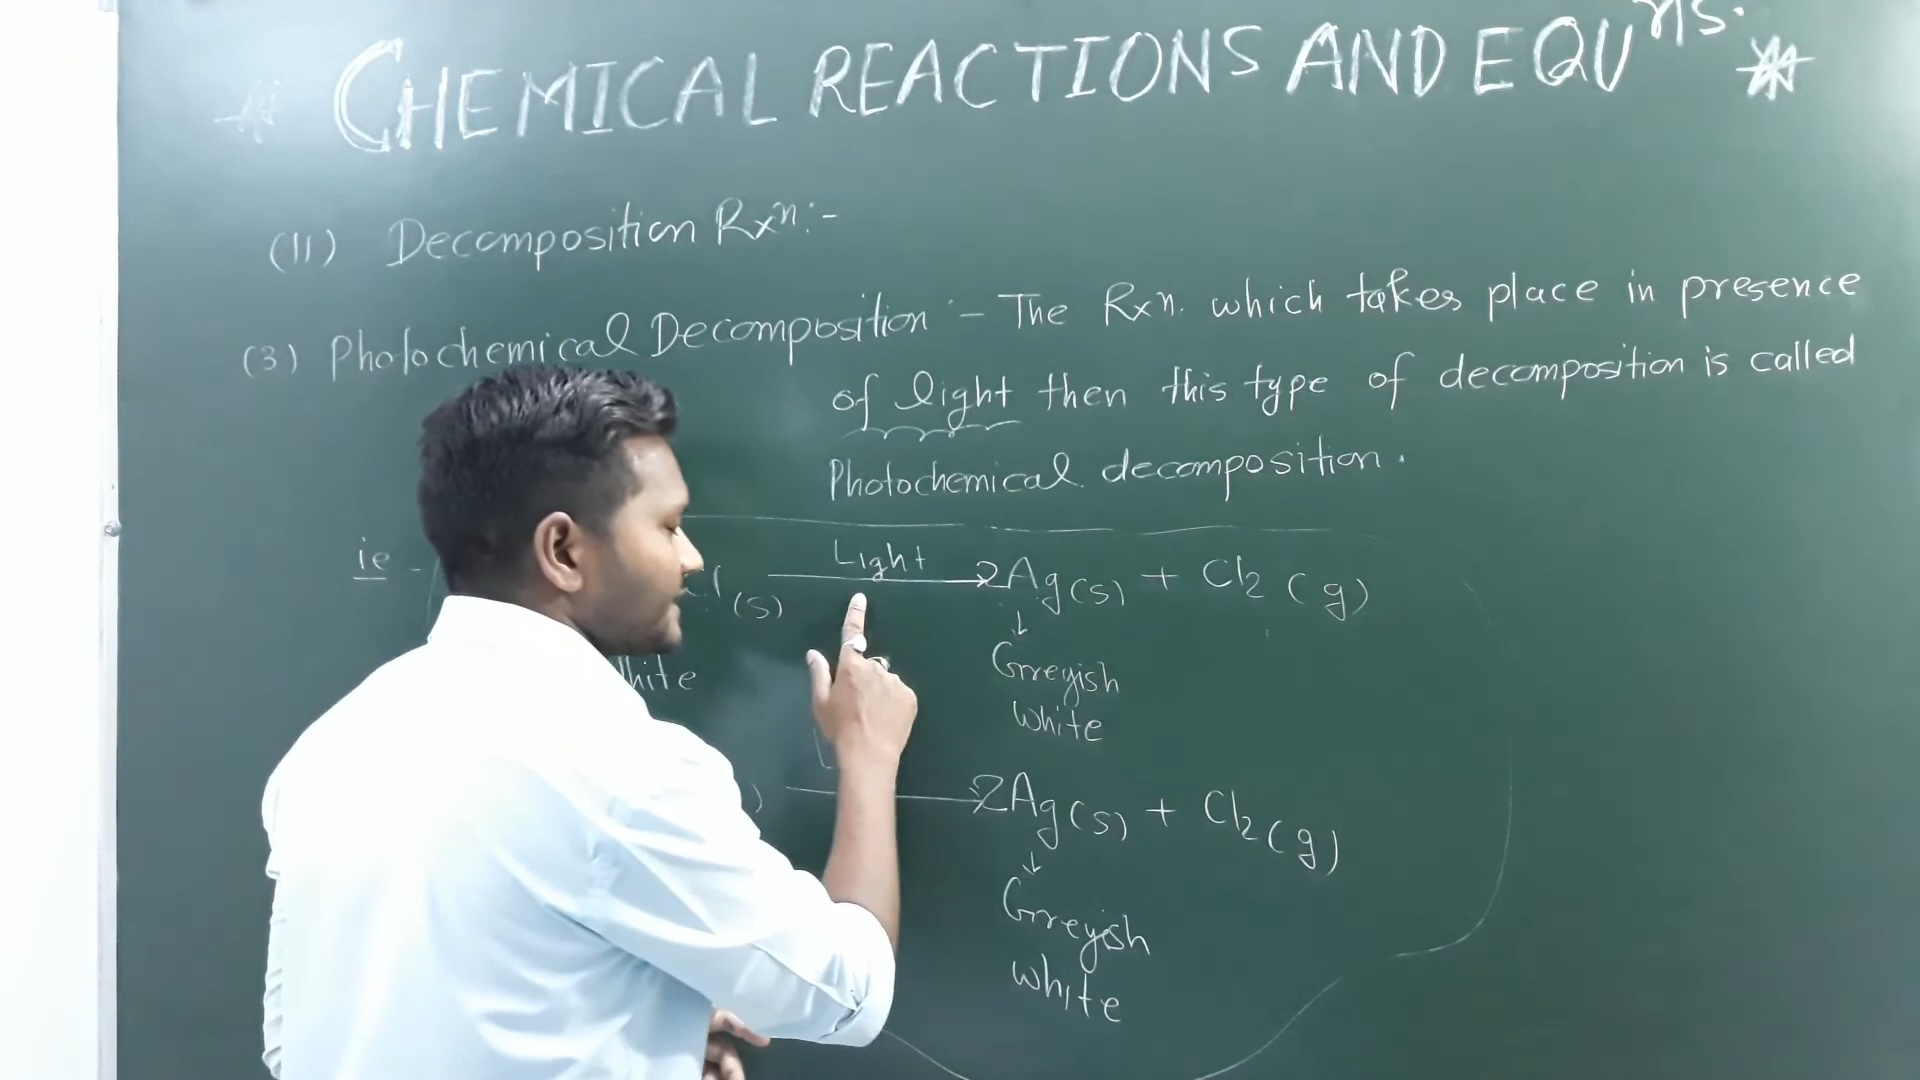 CHEMICAL REACTIONS AND EQUns.
(II) Decomposition Rxn:-
(3) Photochemical Decomposition - The Rxn. which takes place in presence
of light then this type of decomposition is called
Photochemical decomposition.
ie - Cl(s) Light 2Ag(s) + Cl2 (g)
White Greyish
White
2Ag(s) + Cl2(g)
Greyish
White